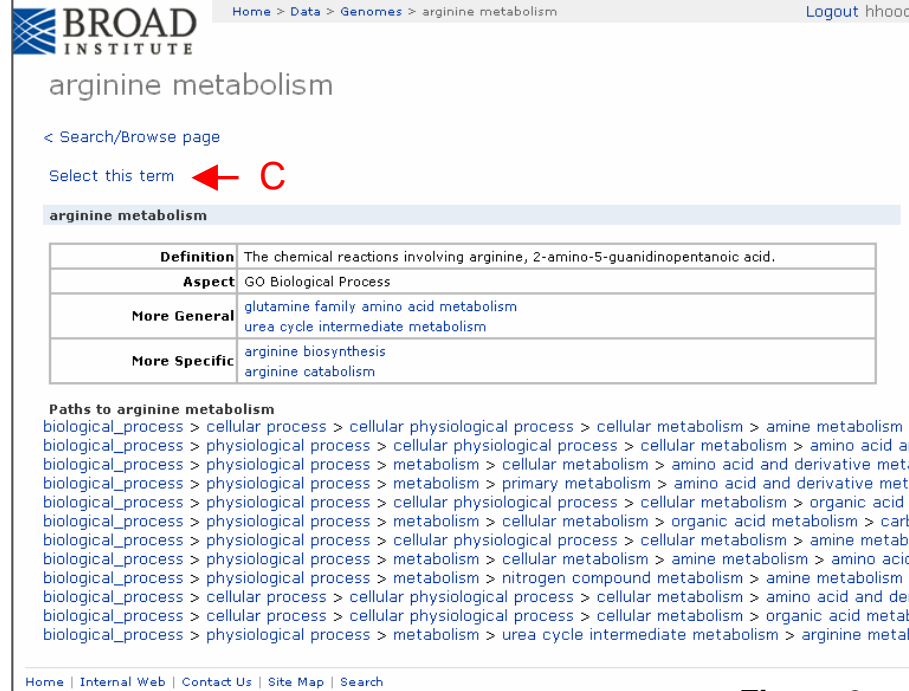 BROAD
INSTITUTE
Home > Data > Genomes > arginine metabolism
Logout hhood
arginine metabolism
< Search/Browse page
Select this term
C
arginine metabolism
Definition The chemical reactions involving arginine, 2-amino-5-guanidinopentanoic acid.
Aspect GO Biological Process
More General glutamine family amino acid metabolism
urea cycle intermediate metabolism
More Specific arginine biosynthesis
arginine catabolism
Paths to arginine metabolism
biological_process > cellular process > cellular physiological process > cellular metabolism > amine metabolism
biological_process > physiological process > cellular physiological process > cellular metabolism > amino acid
biological_process > physiological process > metabolism > cellular metabolism > amino acid and derivative meta
biological_process > physiological process > metabolism > primary metabolism > amino acid and derivative met
biological_process > physiological process > cellular physiological process > cellular metabolism > organic acid
biological_process > physiological process > metabolism > cellular metabolism > organic acid metabolism > carb
biological_process > physiological process > cellular physiological process > cellular metabolism > amine metab
biological_process > physiological process > metabolism > cellular metabolism > amine metabolism > amino acid
biological_process > physiological process > metabolism > nitrogen compound metabolism > amine metabolism
biological_process > cellular process > cellular physiological process > cellular metabolism > amino acid and de
biological_process > cellular process > cellular physiological process > cellular metabolism > organic acid metab
biological_process > physiological process > metabolism > urea cycle intermediate metabolism > arginine metal
Home | Internal Web | Contact Us | Site Map | Search